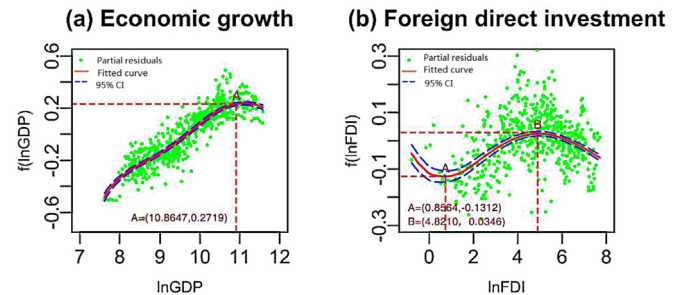 (a) Economic growth
0.6
0.2
-0.2
-0.6
f(lnGDP)
Partial residuals
Fitted curve
95% CI
A
A=(10.8647,0.2719)
7
8
9
10
11
12
lnGDP
(b) Foreign direct investment
0.3
0.1
-0.1
-0.3
f(lnFDI)
Partial residuals
Fitted curve
95% CI
B
A
A=(0.8564,-0.1312)
B=(4.8210, 0.0346)
0
2
4
6
8
lnFDI